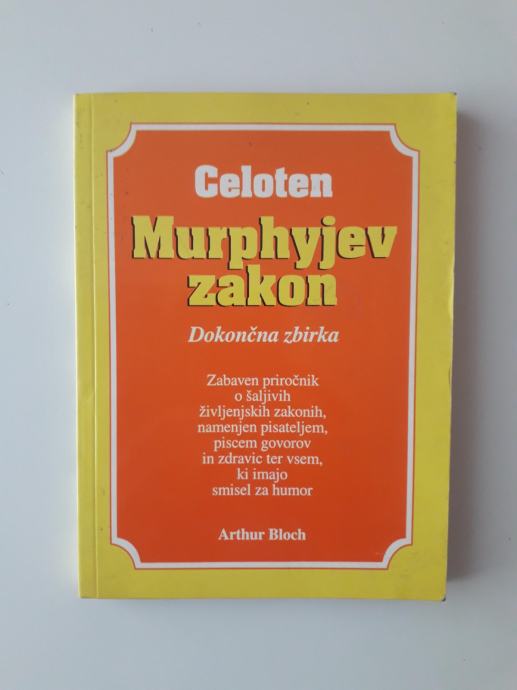 Celoten
Murphyjev
zakon
Dokončna zbirka
Zabaven priročnik
o šaljivih
življenjskih zakonih,
namenjen pisateljem,
piscem govorov
in zdravic ter vsem,
ki imajo
smisel za humor
Arthur Bloch